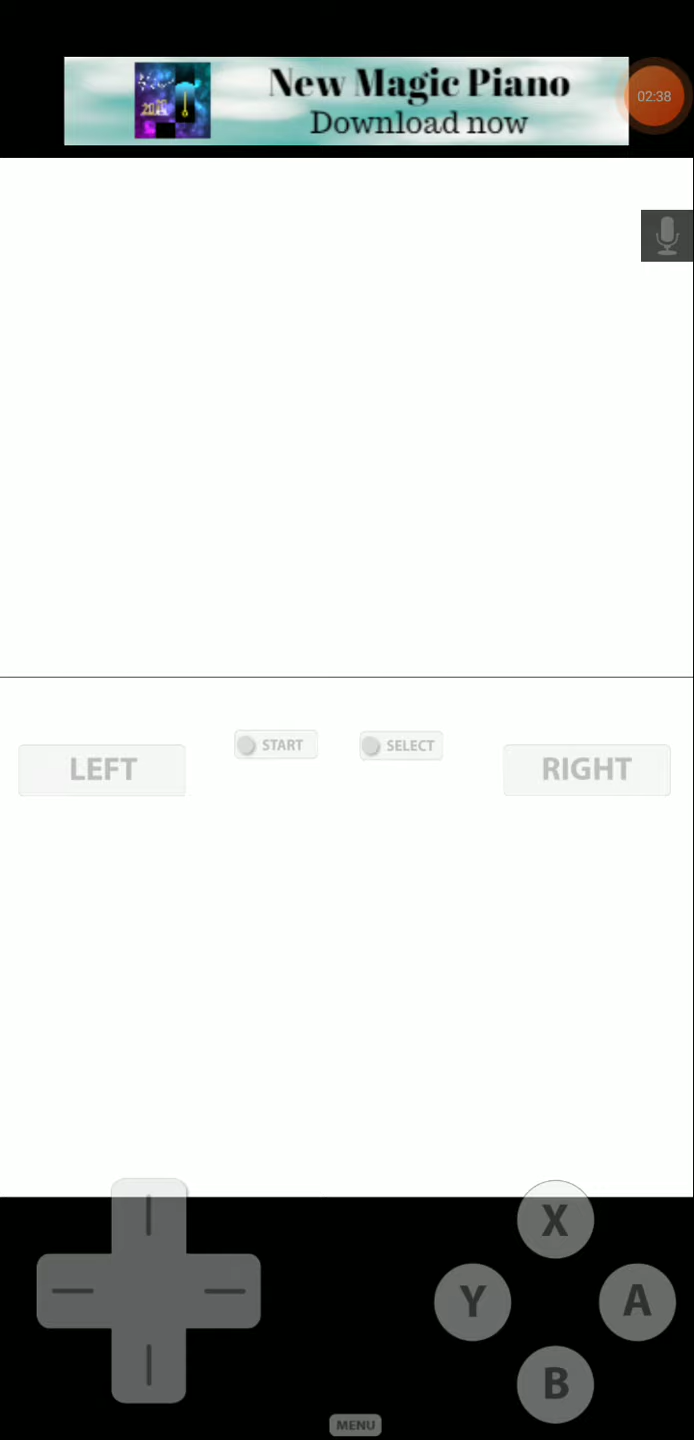 New Magic Piano
Download now
02:38
START
SELECT
LEFT
RIGHT
X
Y
A
B
MENU